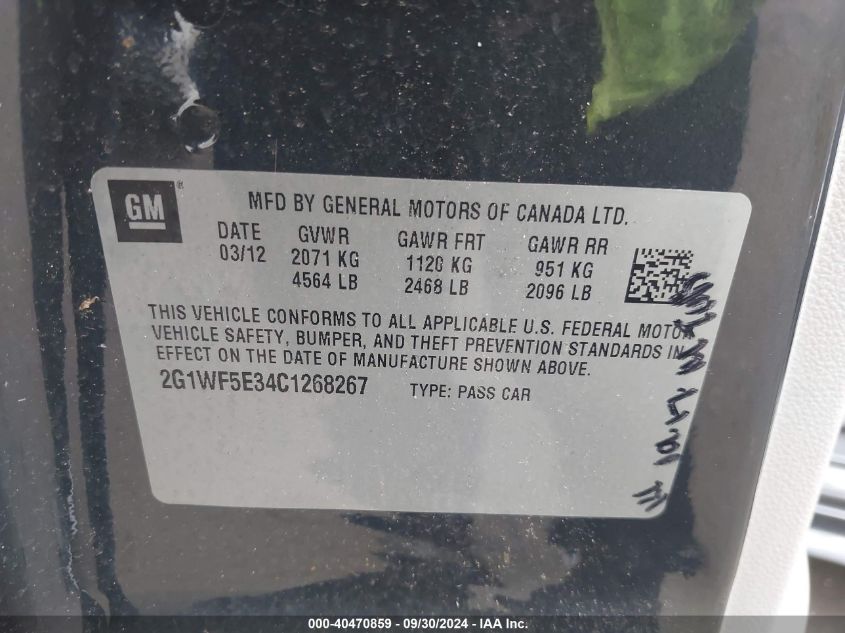 GM ®
MFD BY GENERAL MOTORS OF CANADA LTD.
DATE GVWR GAWR FRT GAWR RR
03/12 2071 KG 1120 KG 951 KG
4564 LB 2468 LB 2096 LB
THIS VEHICLE CONFORMS TO ALL APPLICABLE U.S. FEDERAL MOTOR
VEHICLE SAFETY, BUMPER, AND THEFT PREVENTION STANDARDS IN
EFFECT ON THE DATE OF MANUFACTURE SHOWN ABOVE.
2G1WF5E34C1268267 TYPE: PASS CAR
000-40470859 - 09/30/2024 - IAA, Inc.